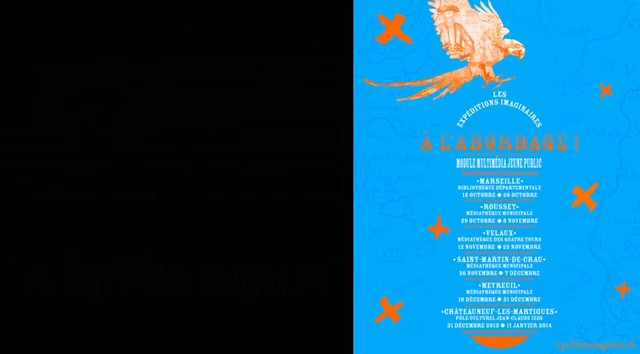 LES
EXPÉDITIONS IMAGINAIRES
À L'ABORDAGE !
MODULE MULTIMÉDIA JEUNE PUBLIC
•MARSEILLE•
BIBLIOTHÈQUE DÉPARTEMENTALE
12 OCTOBRE ● 26 OCTOBRE
•ROUSSET•
MÉDIATHÈQUE MUNICIPALE
29 OCTOBRE ● 8 NOVEMBRE
•VELAUX•
MÉDIATHÈQUE DES QUATRE TOURS
12 NOVEMBRE ● 23 NOVEMBRE
•SAINT-MARTIN-DE-CRAU•
MÉDIATHÈQUE MUNICIPALE
26 NOVEMBRE ● 7 DÉCEMBRE
•MEYREUIL•
MÉDIATHÈQUE MUNICIPALE
10 DÉCEMBRE ● 21 DÉCEMBRE
•CHÂTEAUNEUF-LES-MARTIGUES•
PÔLE CULTUREL JEAN-CLAUDE IZZO
31 DÉCEMBRE 2013 ● 11 JANVIER 2014